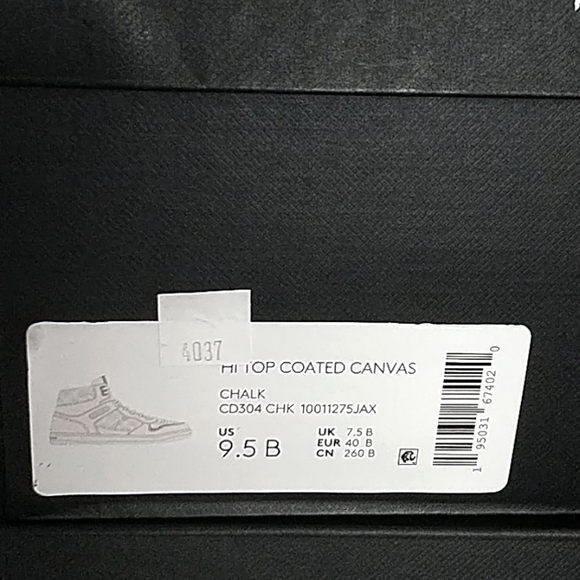 4037
HI TOP COATED CANVAS
CHALK
CD304 CHK 10011275JAX
US
9.5 B
UK 7.5 B
EUR 40 B
CN 260 B
1 95031 67402 0